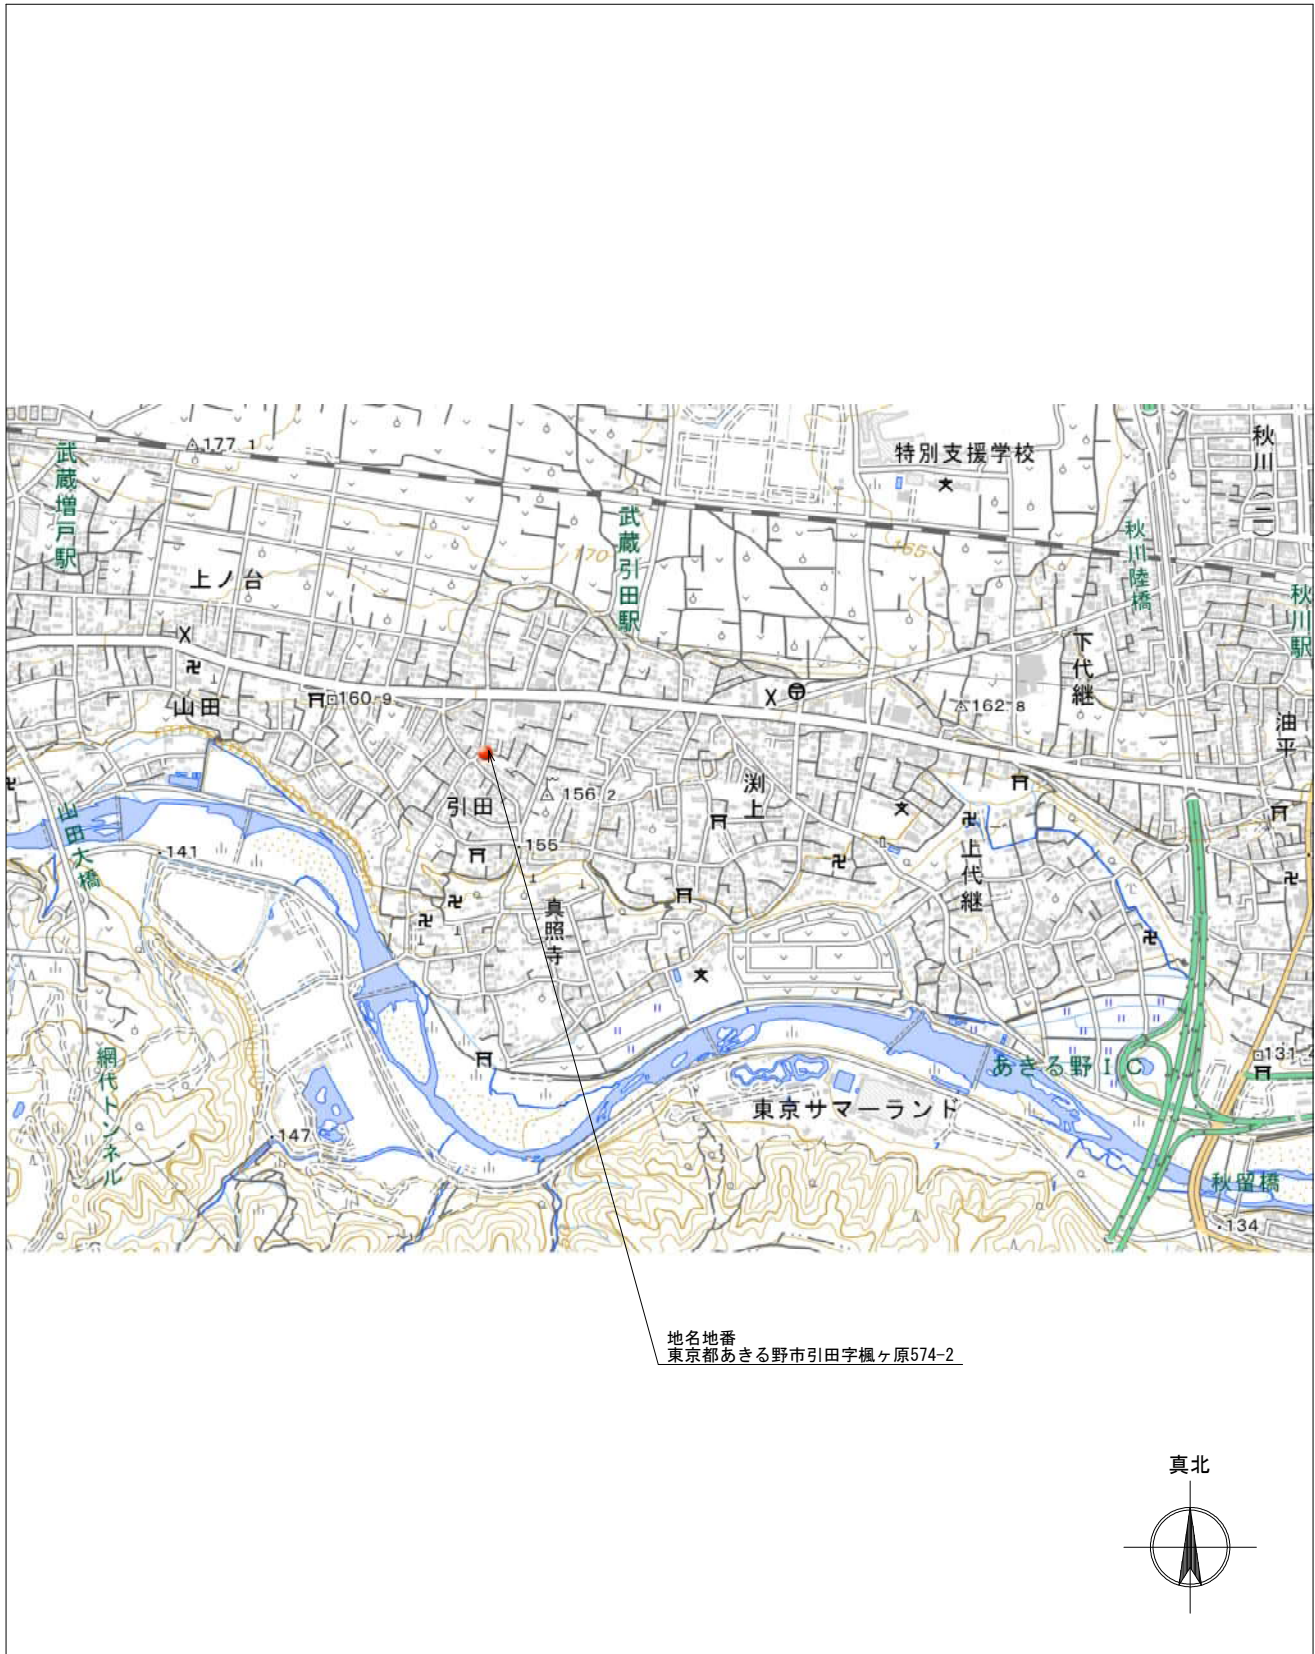 177.1
武蔵増戸駅
特別支援学校
秋川(二)
武蔵引田駅
170
165
秋川陸橋
上ノ台
秋川駅
下代継
山田
160.9
162.8
油平
引田
156.2
渕上
山田大橋
141
155
上代継
真照寺
網代トンネル
あきる野IC
131.4
東京サマーランド
147
秋留橋
134
地名地番
東京都あきる野市引田字楓ヶ原574-2
真北